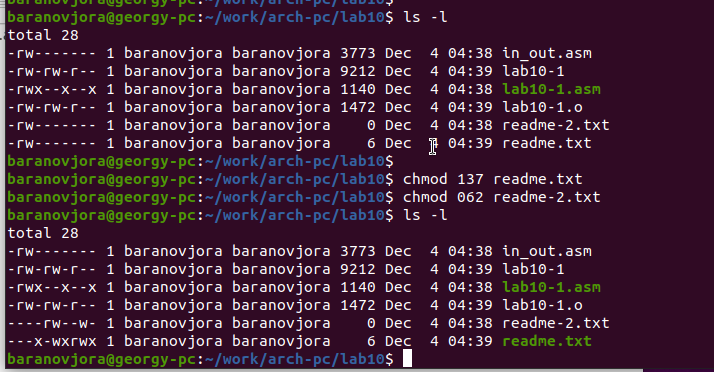 baranovjora@georgy-pc:~/work/arch-pc/lab10$
baranovjora@georgy-pc:~/work/arch-pc/lab10$ ls -l
total 28
-rw------- 1 baranovjora baranovjora 3773 Dec  4 04:38 in_out.asm
-rw-rw-r-- 1 baranovjora baranovjora 9212 Dec  4 04:39 lab10-1
-rwx--x--x 1 baranovjora baranovjora 1140 Dec  4 04:38 lab10-1.asm
-rw-rw-r-- 1 baranovjora baranovjora 1472 Dec  4 04:39 lab10-1.o
-rw------- 1 baranovjora baranovjora    0 Dec  4 04:38 readme-2.txt
-rw------- 1 baranovjora baranovjora    6 Dec  4 04:39 readme.txt
baranovjora@georgy-pc:~/work/arch-pc/lab10$
baranovjora@georgy-pc:~/work/arch-pc/lab10$ chmod 137 readme.txt
baranovjora@georgy-pc:~/work/arch-pc/lab10$ chmod 062 readme-2.txt
baranovjora@georgy-pc:~/work/arch-pc/lab10$ ls -l
total 28
-rw------- 1 baranovjora baranovjora 3773 Dec  4 04:38 in_out.asm
-rw-rw-r-- 1 baranovjora baranovjora 9212 Dec  4 04:39 lab10-1
-rwx--x--x 1 baranovjora baranovjora 1140 Dec  4 04:38 lab10-1.asm
-rw-rw-r-- 1 baranovjora baranovjora 1472 Dec  4 04:39 lab10-1.o
----rw--w- 1 baranovjora baranovjora    0 Dec  4 04:38 readme-2.txt
---x-wxrwx 1 baranovjora baranovjora    6 Dec  4 04:39 readme.txt
baranovjora@georgy-pc:~/work/arch-pc/lab10$